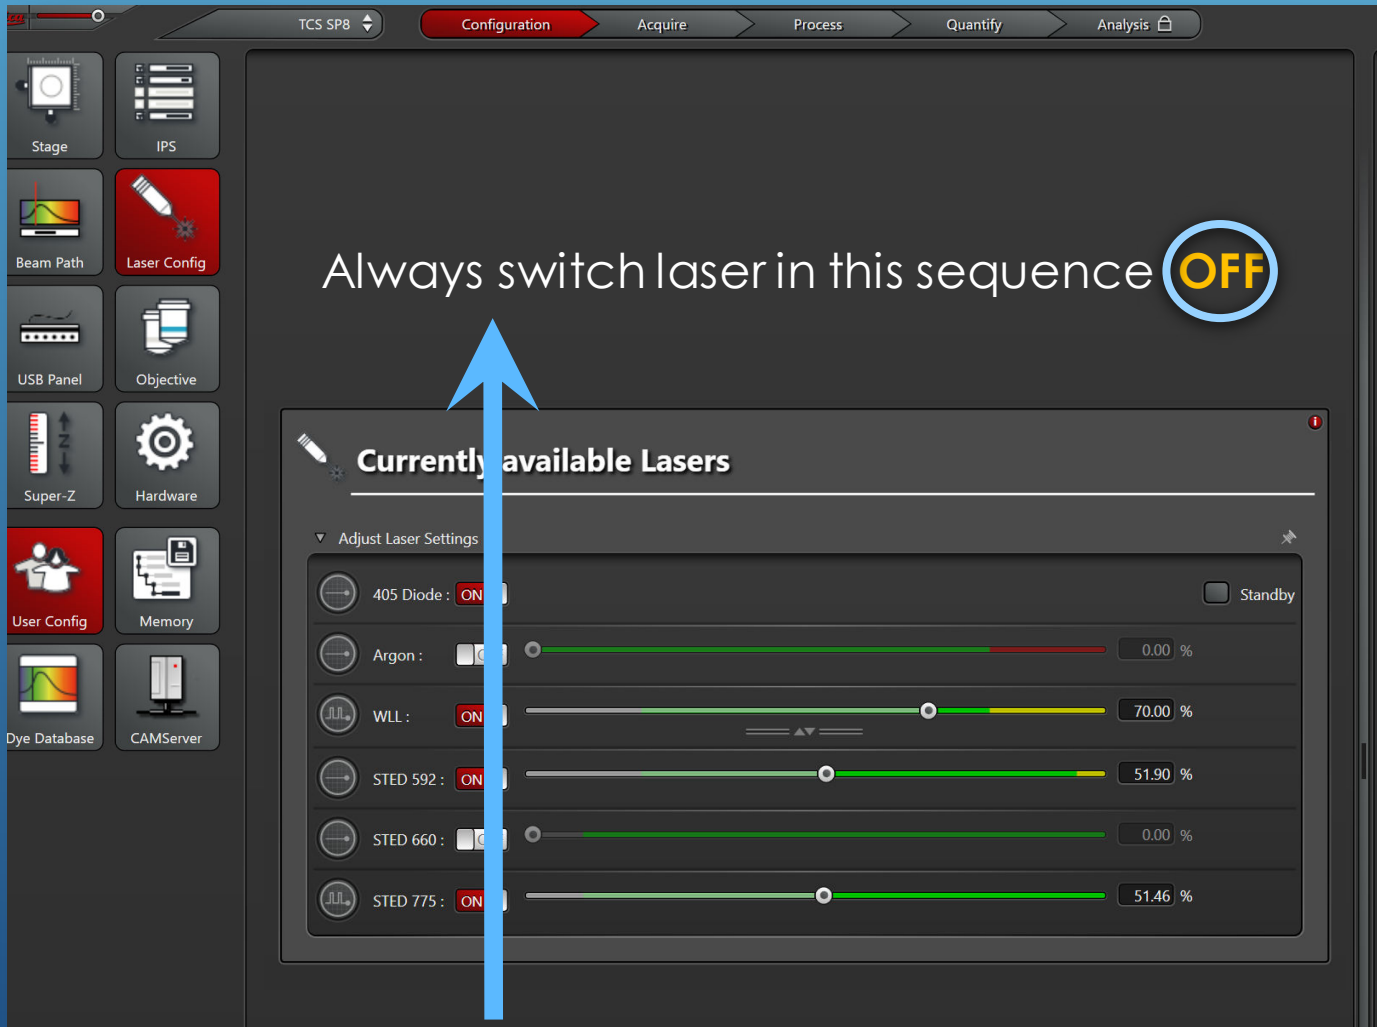 TCS SP8 Configuration Acquire Process Quantify Analysis
Stage IPS
Beam Path Laser Config
Always switch laser in this sequence OFF
USB Panel Objective
Super-Z Hardware
Currently available Lasers
Adjust Laser Settings
405 Diode : ON Standby
User Config Memory
Argon : 0.00 %
WLL : ON 70.00 %
Dye Database CAMServer
STED 592 : ON 51.90 %
STED 660 : 0.00 %
STED 775 : ON 51.46 %